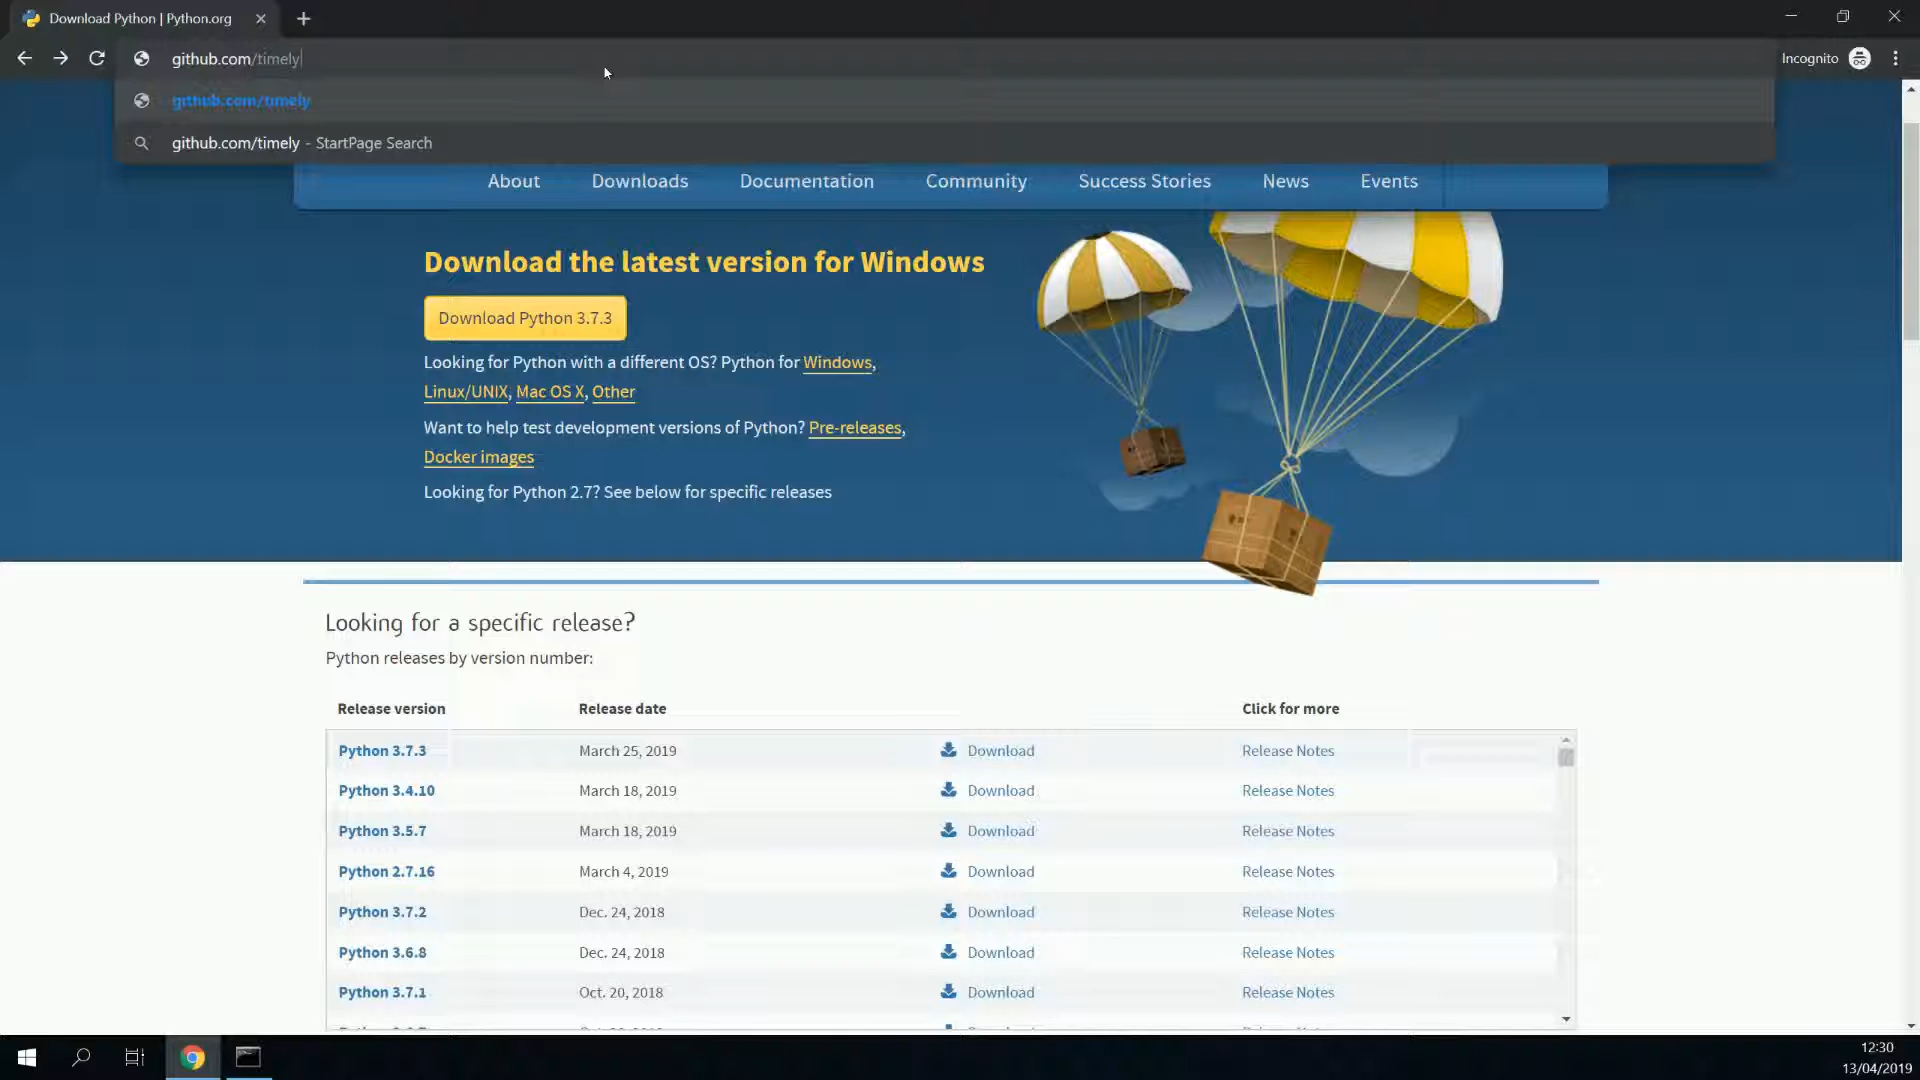 Download Python | Python.org
github.com/timely
Incognito
github.com/timely
github.com/timely - StartPage Search
About Downloads Documentation Community Success Stories News Events
Download the latest version for Windows
Download Python 3.7.3
Looking for Python with a different OS? Python for Windows,
Linux/UNIX, Mac OS X, Other
Want to help test development versions of Python? Pre-releases,
Docker images
Looking for Python 2.7? See below for specific releases
Looking for a specific release?
Python releases by version number:
Release version Release date Click for more
Python 3.7.3 March 25, 2019 Download Release Notes
Python 3.4.10 March 18, 2019 Download Release Notes
Python 3.5.7 March 18, 2019 Download Release Notes
Python 2.7.16 March 4, 2019 Download Release Notes
Python 3.7.2 Dec. 24, 2018 Download Release Notes
Python 3.6.8 Dec. 24, 2018 Download Release Notes
Python 3.7.1 Oct. 20, 2018 Download Release Notes
12:30
13/04/2019